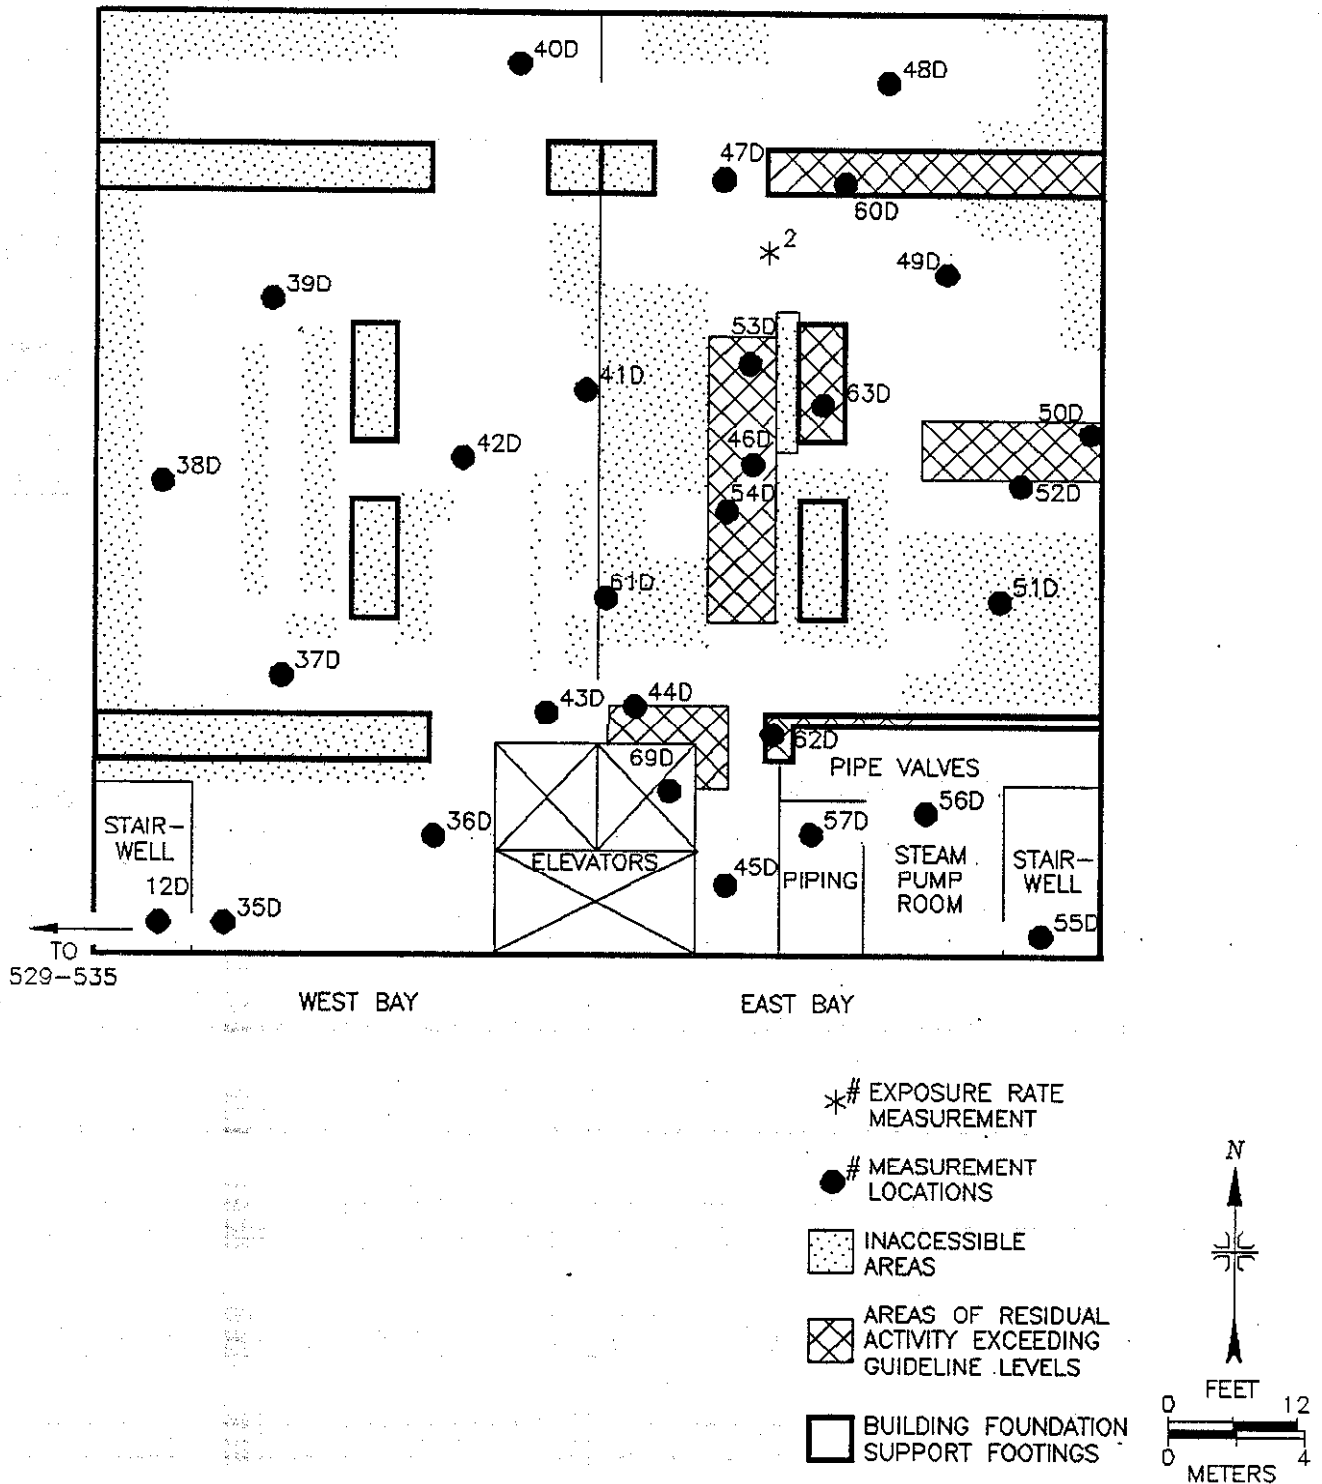 40D
48D
47D
60D
2
49D
39D
53D
41D
63D
50D
42D
46D
38D
52D
54D
61D
51D
37D
43D
44D
62D
69D
PIPE VALVES
56D
36D
57D
STAIR-
WELL
ELEVATORS
STEAM
PUMP
ROOM
STAIR-
WELL
12D
45D
PIPING
35D
55D
TO
529-535
WEST BAY
EAST BAY
# EXPOSURE RATE
MEASUREMENT
# MEASUREMENT
LOCATIONS
N
INACCESSIBLE
AREAS
AREAS OF RESIDUAL
ACTIVITY EXCEEDING
GUIDELINE LEVELS
FEET
0 12
BUILDING FOUNDATION
SUPPORT FOOTINGS
0 4
METERS